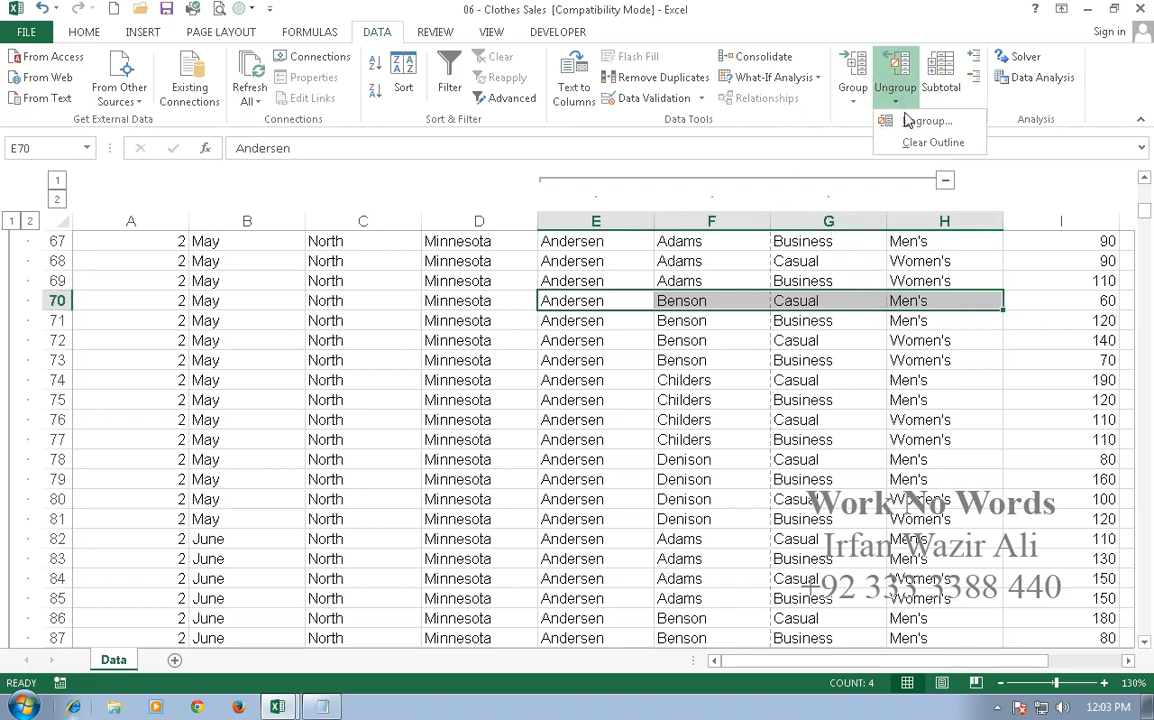 06 - Clothes Sales [Compatibility Mode] - Excel
FILE HOME INSERT PAGE LAYOUT FORMULAS DATA REVIEW VIEW DEVELOPER Sign in
From Access
From Web
From Text
From Other Sources
Existing Connections
Get External Data
Refresh All
Connections
Properties
Edit Links
Connections
Sort
Filter
Clear
Reapply
Advanced
Sort & Filter
Text to Columns
Flash Fill
Remove Duplicates
Data Validation
Consolidate
What-If Analysis
Relationships
Data Tools
Group
Ungroup
Subtotal
Solver
Data Analysis
Analysis
Clear Outline
E70 Andersen
1
2
1 2 A B C D E F G H I
67 2 May North Minnesota Andersen Adams Business Men's 90
68 2 May North Minnesota Andersen Adams Casual Women's 90
69 2 May North Minnesota Andersen Adams Business Women's 110
70 2 May North Minnesota Andersen Benson Casual Men's 60
71 2 May North Minnesota Andersen Benson Business Men's 120
72 2 May North Minnesota Andersen Benson Casual Women's 140
73 2 May North Minnesota Andersen Benson Business Women's 70
74 2 May North Minnesota Andersen Childers Casual Men's 190
75 2 May North Minnesota Andersen Childers Business Men's 120
76 2 May North Minnesota Andersen Childers Casual Women's 110
77 2 May North Minnesota Andersen Childers Business Women's 110
78 2 May North Minnesota Andersen Denison Casual Men's 80
79 2 May North Minnesota Andersen Denison Business Men's 160
80 2 May North Minnesota Andersen Denison Casual Women's 100
81 2 May North Minnesota Andersen Denison Business Women's 120
82 2 June North Minnesota Andersen Adams Casual Men's 110
83 2 June North Minnesota Andersen Adams Business Men's 130
84 2 June North Minnesota Andersen Adams Casual Women's 150
85 2 June North Minnesota Andersen Adams Business Women's 150
86 2 June North Minnesota Andersen Benson Casual Men's 180
87 2 June North Minnesota Andersen Benson Business Men's 80
Work No Words
Irfan Wazir Ali
+92 333 3388 440
Data
READY COUNT: 4 130%
12:03 PM